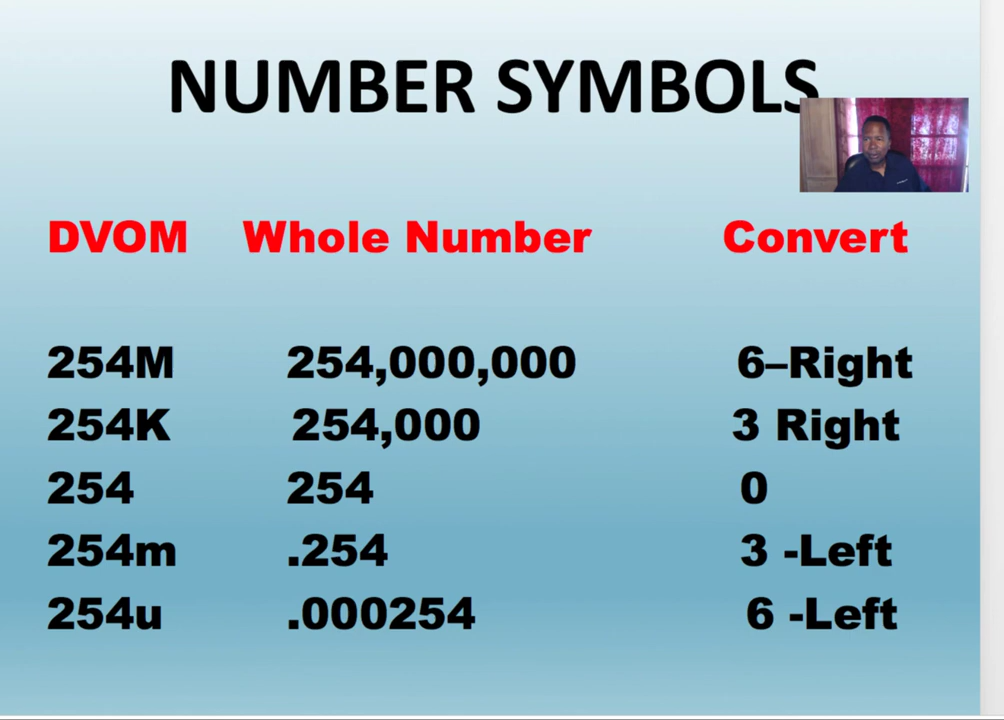 NUMBER SYMBOLS
DVOM Whole Number Convert
254M 254,000,000 6–Right
254K 254,000 3 Right
254 254 0
254m .254 3 -Left
254u .000254 6 -Left